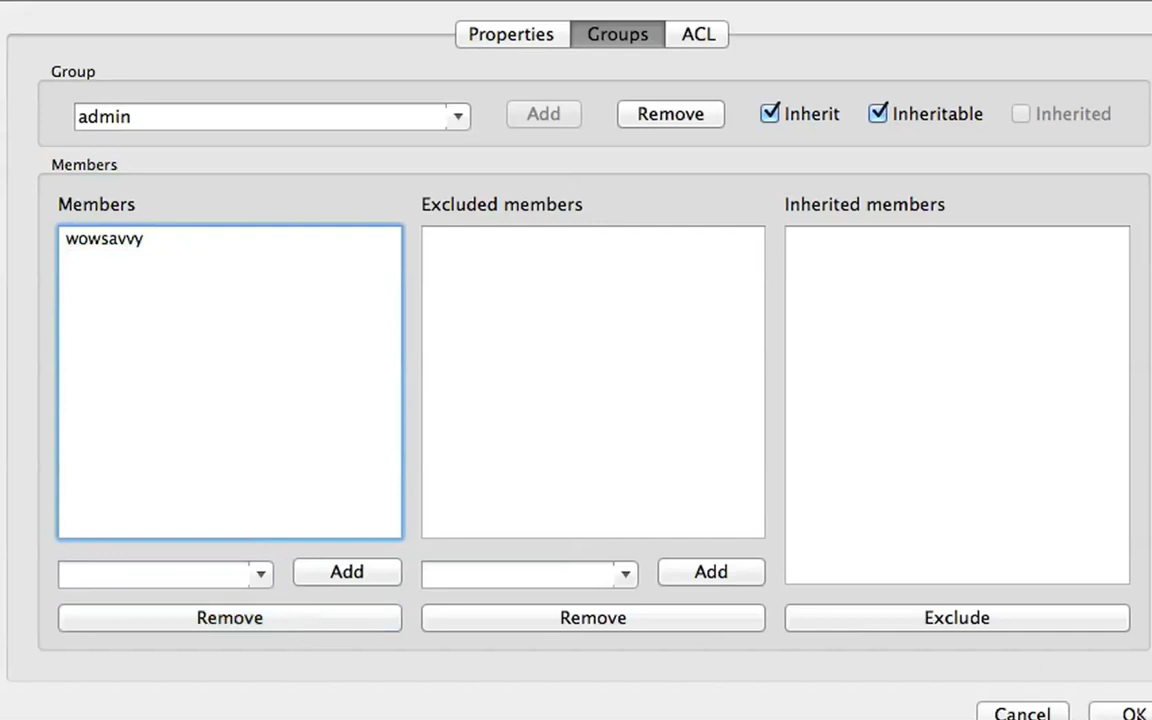 Properties Groups ACL
Group
admin Add Remove Inherit Inheritable Inherited
Members
Members Excluded members Inherited members
wowsavvy
Add Add
Remove Remove Exclude
Cancel OK